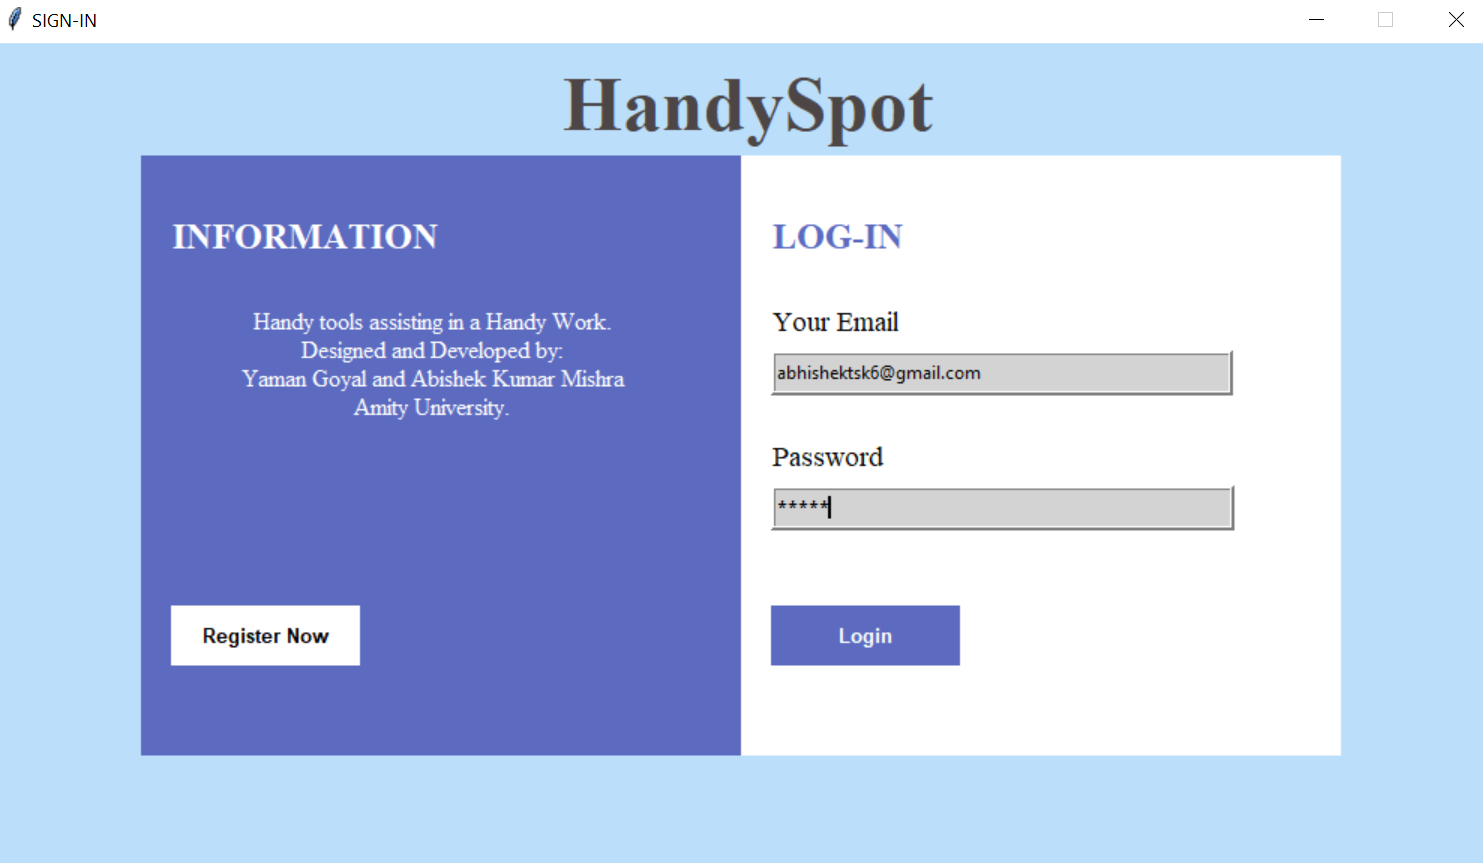 SIGN-IN
HandySpot
INFORMATION
Handy tools assisting in a Handy Work.
Designed and Developed by:
Yaman Goyal and Abishek Kumar Mishra
Amity University.
Register Now
LOG-IN
Your Email
abhishektsk6@gmail.com
Password
*****
Login